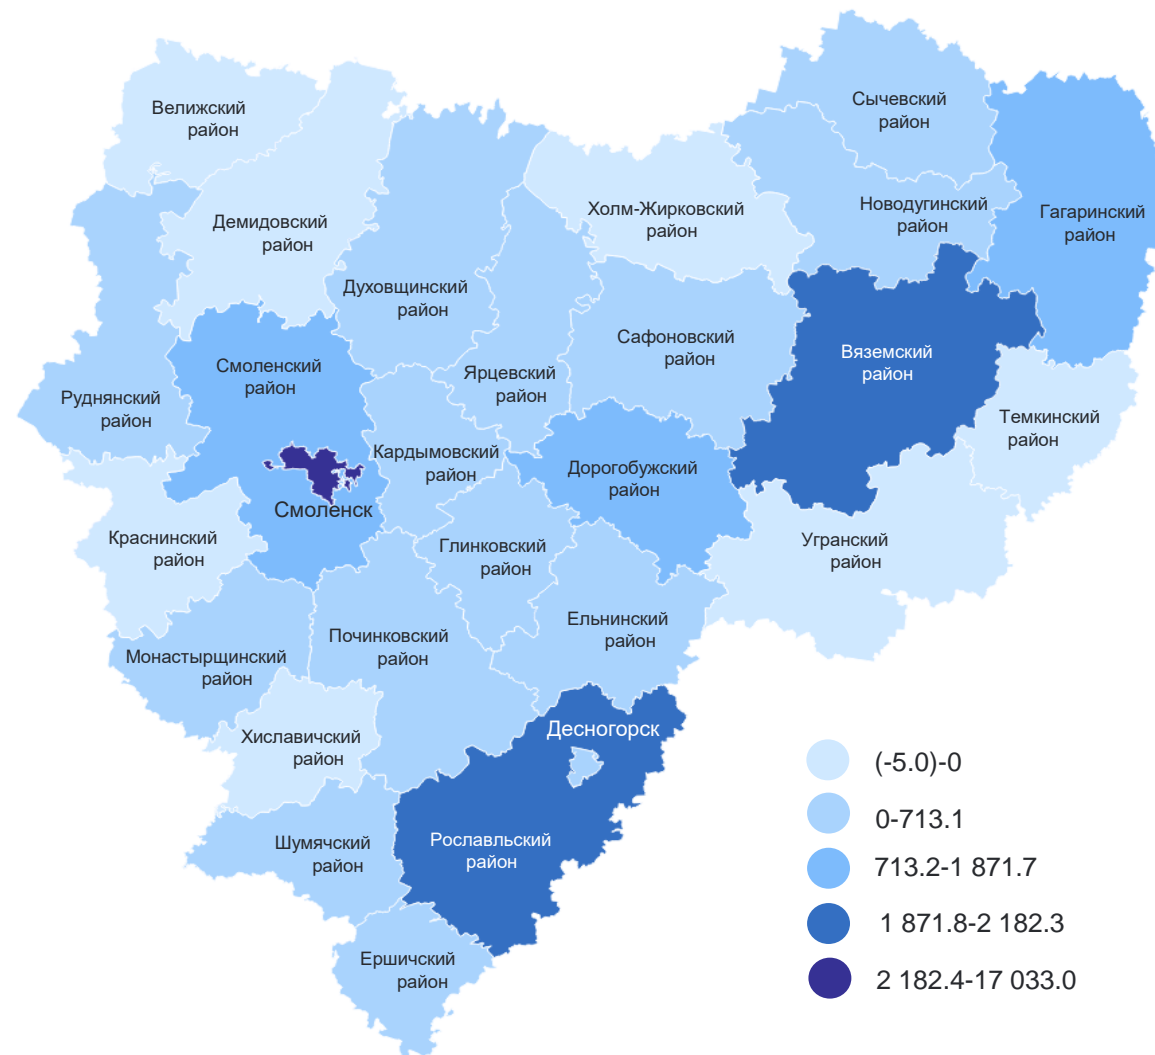 Сычевский
район
Велижский
район
Новодугинский
район
Холм-Жирковский
район
Гагаринский
район
Демидовский
район
Духовщинский
район
Сафоновский
район
Вяземский
район
Смоленский
район
Ярцевский
район
Руднянский
район
Темкинский
район
Кардымовский
район
Дорогобужский
район
Смоленск
Краснинский
район
Глинковский
район
Угранский
район
Ельнинский
район
Починковский
район
Монастырщинский
район
Десногорск
Хиславичский
район
Рославльский
район
Шумячский
район
Ершичский
район
(-5.0)-0
0-713.1
713.2-1 871.7
1 871.8-2 182.3
2 182.4-17 033.0